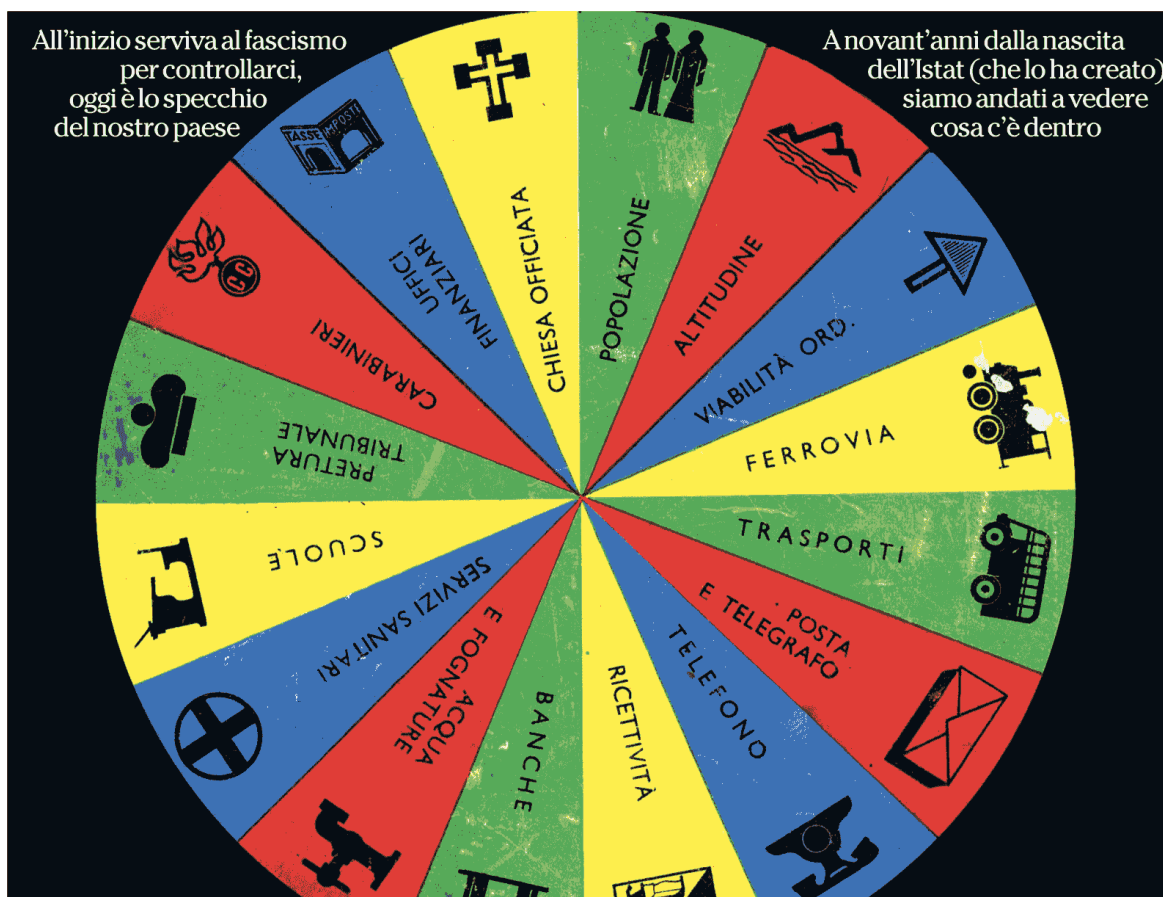 All'inizio serviva al fascismo
per controllarci,
oggi è lo specchio
del nostro paese
A novant'anni dalla nascita
dell'Istat (che lo ha creato)
siamo andati a vedere
cosa c'è dentro
POPOLAZIONE
ALTITUDINE
VIABILITÀ ORD.
FERROVIA
TRASPORTI
POSTA
E TELEGRAFO
TELEFONO
RICETTIVITÀ
BANCHE
ACQUA
E FOGNATURE
SERVIZI SANITARI
SCUOLE
PRETURA
TRIBUNALE
CARABINIERI
CC
UFFICI
FINANZIARI
TASSE IMPOSTE
CHIESA OFFICIATA